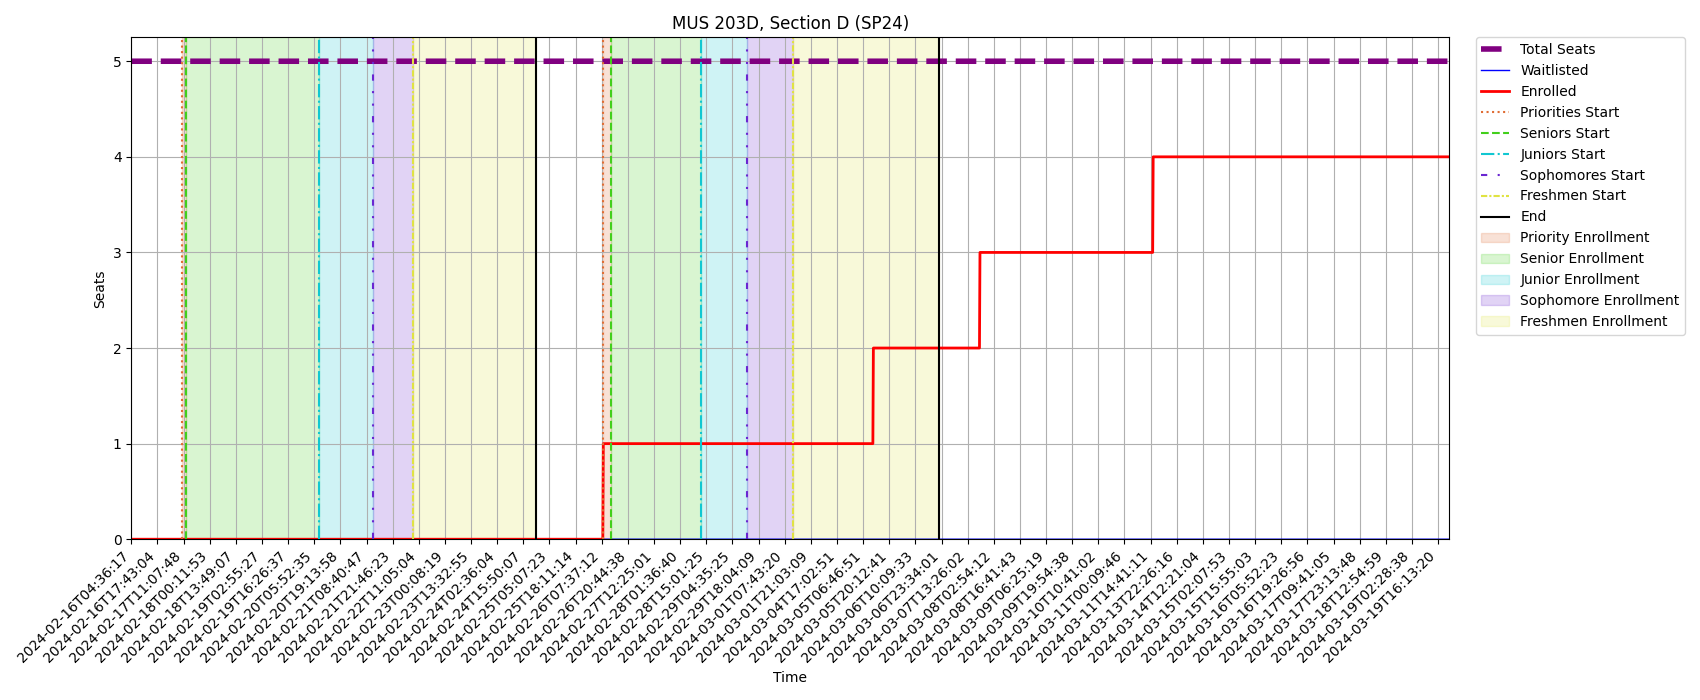 MUS 203D, Section D (SP24)
Seats
5
4
3
2
1
0
2024-02-16T04:36:17
2024-02-16T17:43:04
2024-02-17T11:07:48
2024-02-18T00:11:53
2024-02-18T13:49:07
2024-02-19T02:55:27
2024-02-19T16:26:37
2024-02-20T05:52:35
2024-02-20T19:13:58
2024-02-21T08:40:47
2024-02-21T21:46:23
2024-02-22T11:05:04
2024-02-23T00:08:19
2024-02-23T13:32:55
2024-02-24T02:36:04
2024-02-24T15:50:07
2024-02-25T05:07:23
2024-02-25T18:11:14
2024-02-26T07:37:12
2024-02-26T20:44:38
2024-02-27T12:25:01
2024-02-28T01:36:40
2024-02-28T15:01:25
2024-02-29T04:35:25
2024-02-29T18:04:09
2024-03-01T07:43:20
2024-03-01T21:03:09
2024-03-04T17:02:51
2024-03-05T06:46:51
2024-03-05T20:12:41
2024-03-06T10:09:33
2024-03-06T23:34:01
2024-03-07T13:26:02
2024-03-08T02:54:12
2024-03-08T16:41:43
2024-03-09T06:25:19
2024-03-09T19:54:38
2024-03-10T10:41:02
2024-03-11T00:09:46
2024-03-11T14:41:11
2024-03-13T22:26:16
2024-03-14T12:21:04
2024-03-15T02:07:53
2024-03-15T15:55:03
2024-03-16T05:52:23
2024-03-16T19:26:56
2024-03-17T09:41:05
2024-03-17T23:13:48
2024-03-18T12:54:59
2024-03-19T02:28:38
2024-03-19T16:13:20
Time
Total Seats
Waitlisted
Enrolled
Priorities Start
Seniors Start
Juniors Start
Sophomores Start
Freshmen Start
End
Priority Enrollment
Senior Enrollment
Junior Enrollment
Sophomore Enrollment
Freshmen Enrollment